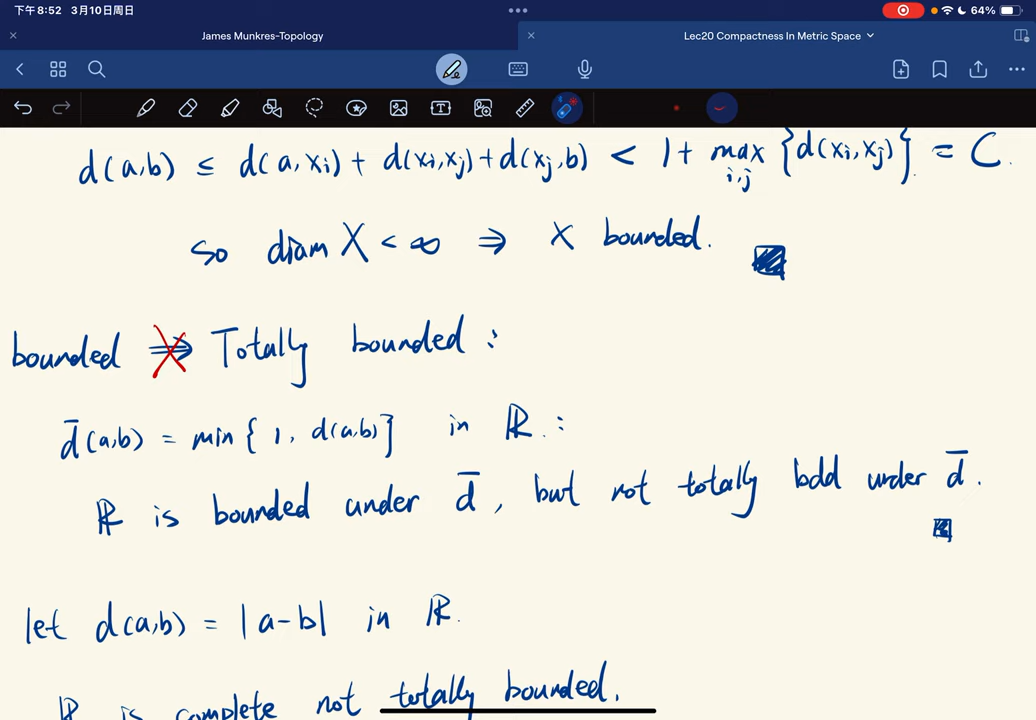 下午8:52 3月10日周日
64%
James Munkres-Topology
Lec20 Compactness In Metric Space
d(a,b) ≤ d(a,xi) + d(xi,xj) + d(xj,b) < 1 + max_{i,j} {d(xi,xj)} = C.
so diam X < ∞ ⇒ X bounded.
bounded ⇏ Totally bounded :
d̄(a,b) = min{ 1, d(a,b)} in ℝ. :
ℝ is bounded under d̄, but not totally bdd under d̄.
let d(a,b) = |a-b| in ℝ.
ℝ is complete not totally bounded.